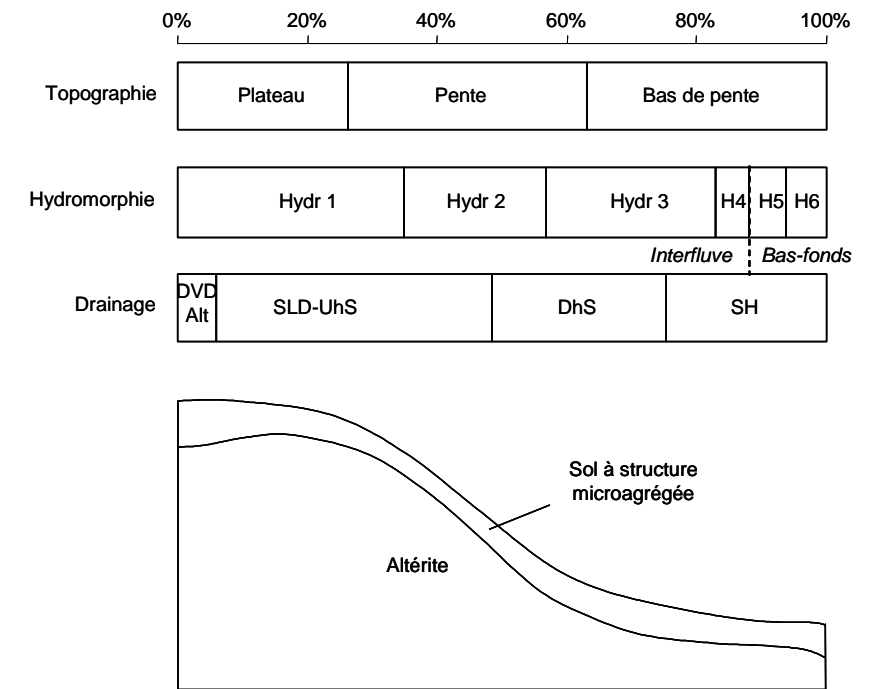 0% 20% 40% 60% 80% 100%
Topographie Plateau Pente Bas de pente
Hydromorphie Hydr 1 Hydr 2 Hydr 3 H4 H5 H6
Interfluve Bas-fonds
Drainage DVD Alt SLD-UhS DhS SH
Sol à structure
microagrégée
Altérite